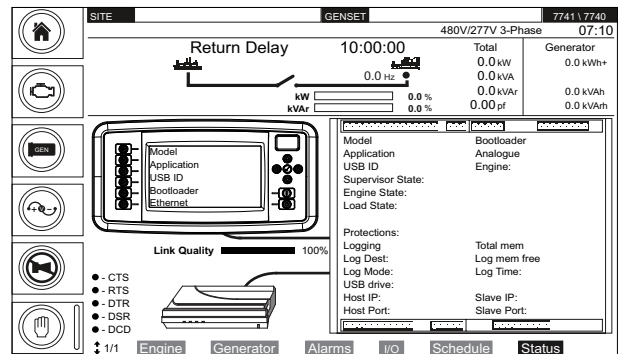 SITE GENSET 7741 \ 7740
480V/277V 3-Phase 07:10
Return Delay 10:00:00 Total Generator
0.0 kW 0.0 kWh+
0.0 Hz 0.0 kVA
kW 0.0 % 0.0 kVAr 0.0 kVAh
kVAr 0.0 % 0.00 pf 0.0 kVArh
GEN
Model
Application
USB ID
Bootloader
Ethernet
Link Quality 100%
- CTS
- RTS
- DTR
- DSR
- DCD
Model Bootloader
Application Analogue
USB ID Engine:
Supervisor State:
Engine State:
Load State:
Protections:
Logging Total mem
Log Dest: Log mem free
Log Mode: Log Time:
USB drive:
Host IP: Slave IP:
Host Port: Slave Port:
1/1 Engine Generator Alarms I/O Schedule Status